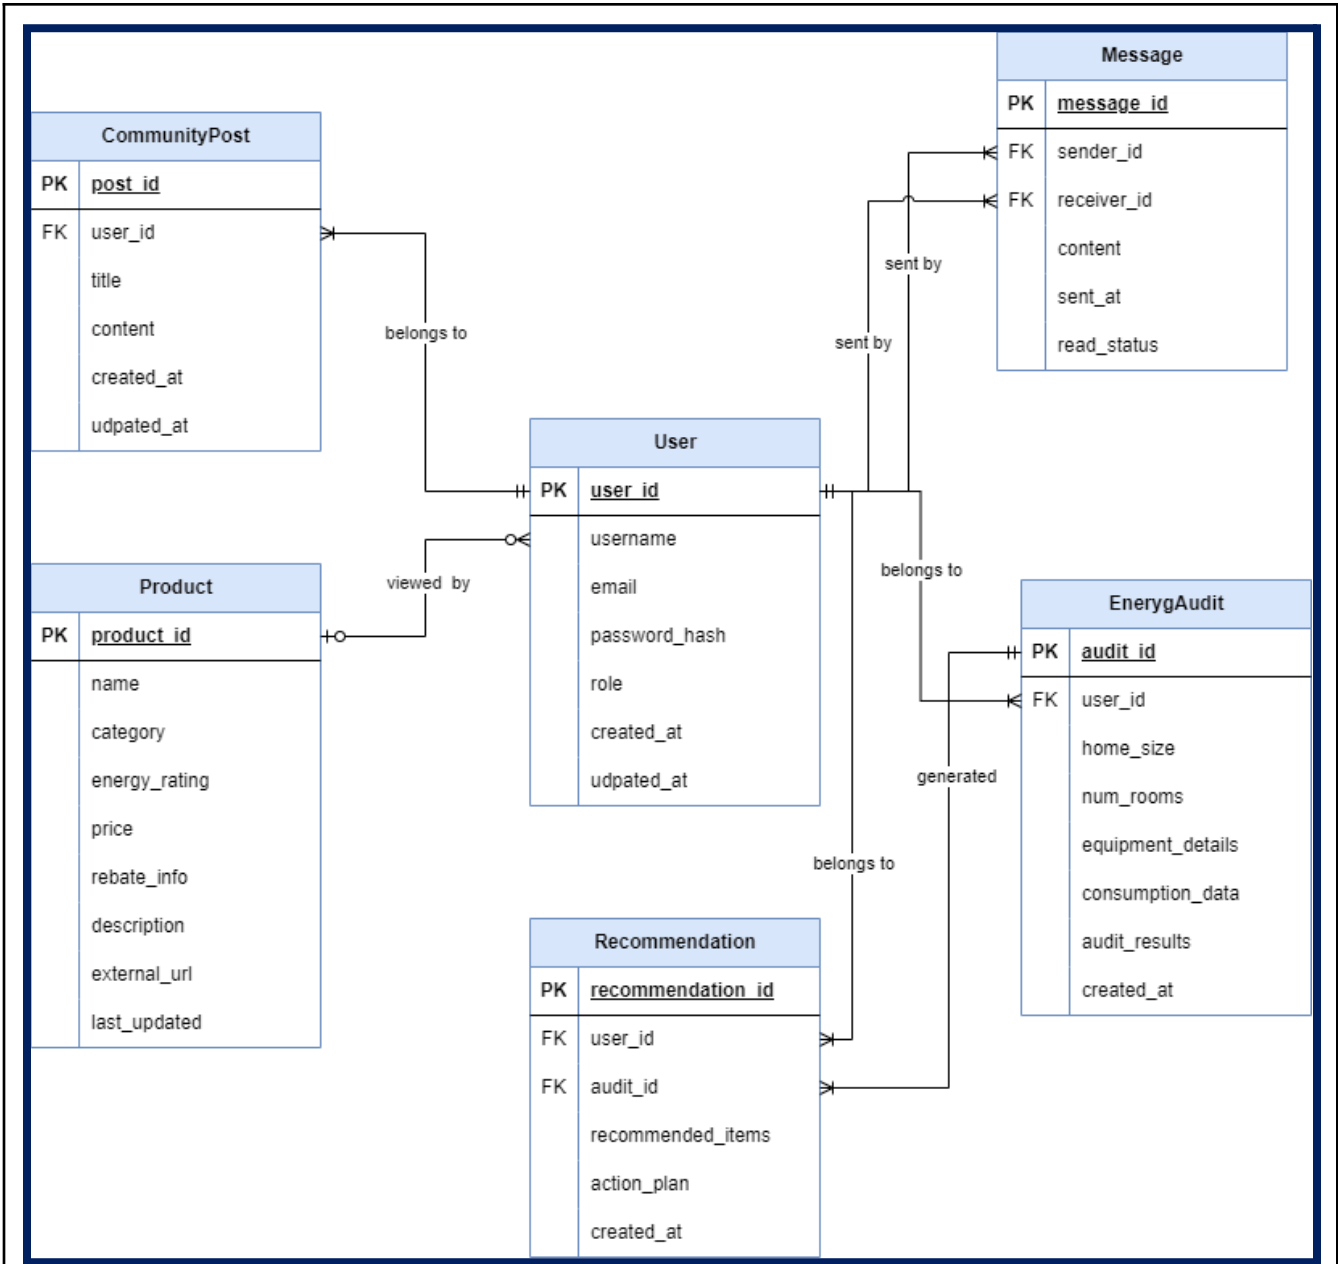 Message
PK message_id
FK sender_id
FK receiver_id
content
sent_at
read_status
CommunityPost
PK post_id
FK user_id
title
content
created_at
udpated_at
belongs to
sent by
sent by
User
PK user_id
username
email
password_hash
role
created_at
udpated_at
viewed by
Product
PK product_id
name
category
energy_rating
price
rebate_info
description
external_url
last_updated
belongs to
EnerygAudit
PK audit_id
FK user_id
home_size
num_rooms
equipment_details
consumption_data
audit_results
created_at
generated
belongs to
Recommendation
PK recommendation_id
FK user_id
FK audit_id
recommended_items
action_plan
created_at